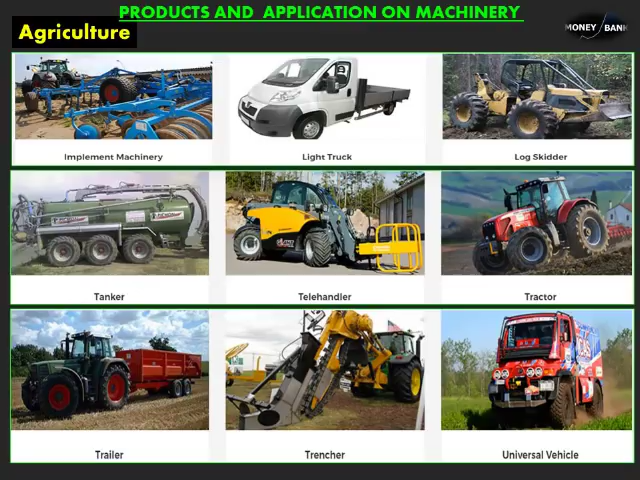 PRODUCTS AND APPLICATION ON MACHINERY
Agriculture
MONEY BANK
Implement Machinery
Light Truck
Log Skidder
Tanker
Telehandler
Tractor
Trailer
Trencher
Universal Vehicle